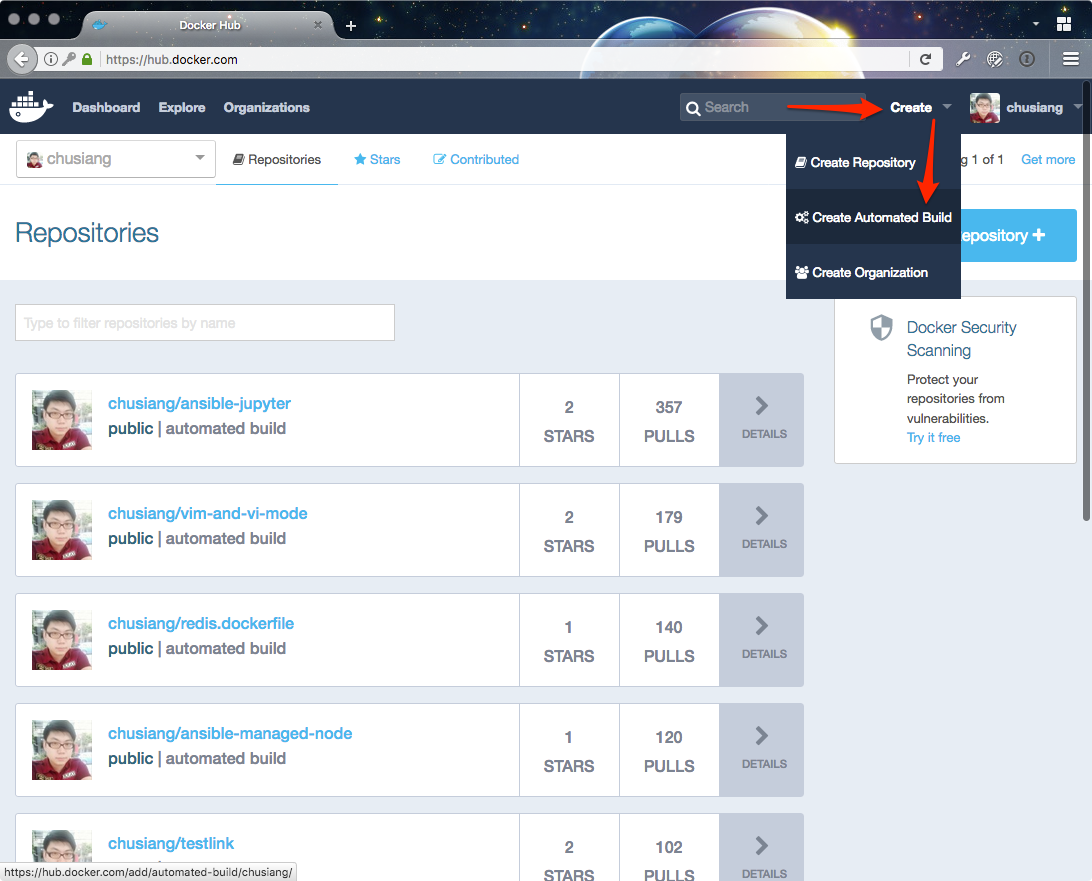 Docker Hub
https://hub.docker.com
Dashboard
Explore
Organizations
Search
Create
chusiang
chusiang
Repositories
Stars
Contributed
Create Repository
g 1 of 1
Get more
Create Automated Build
Create Organization
Repositories
epository +
Type to filter repositories by name
Docker Security
Scanning
Protect your
repositories from
vulnerabilities.
Try it free
chusiang/ansible-jupyter
public | automated build
2
STARS
357
PULLS
DETAILS
chusiang/vim-and-vi-mode
public | automated build
2
STARS
179
PULLS
DETAILS
chusiang/redis.dockerfile
public | automated build
1
STARS
140
PULLS
DETAILS
chusiang/ansible-managed-node
public | automated build
1
STARS
120
PULLS
DETAILS
chusiang/testlink
2
STARS
102
PULLS
DETAILS
https://hub.docker.com/add/automated-build/chusiang/